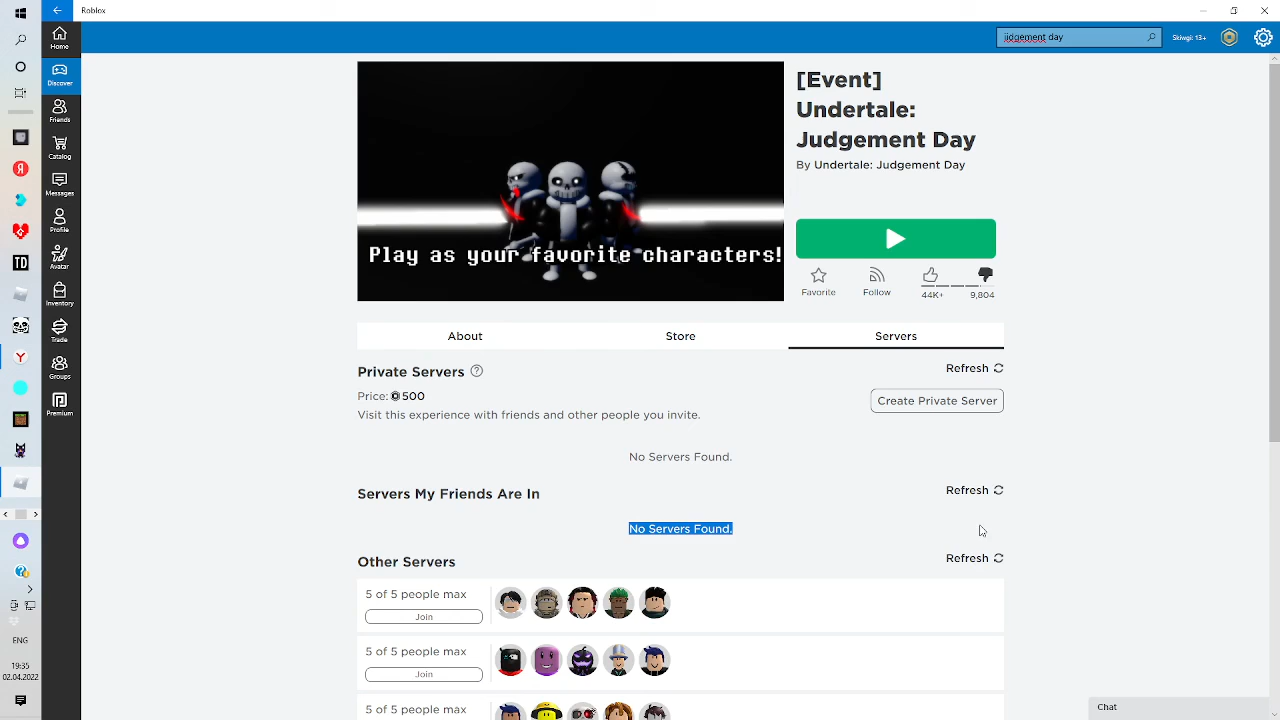 Roblox
Home
jidgement day
Skiwgi: 13+
Discover
Friends
Catalog
Messages
Profile
Avatar
Inventory
Trade
Groups
Premium
TD
ENG
19:35
02.04.2022
Play as your favorite characters!
[Event]
Undertale:
Judgement Day
By Undertale: Judgement Day
Favorite
Follow
44K+
9,804
About
Store
Servers
Private Servers
Refresh
Price: 500
Create Private Server
Visit this experience with friends and other people you invite.
No Servers Found.
Servers My Friends Are In
Refresh
No Servers Found.
Other Servers
Refresh
5 of 5 people max
Join
5 of 5 people max
Join
5 of 5 people max
Chat